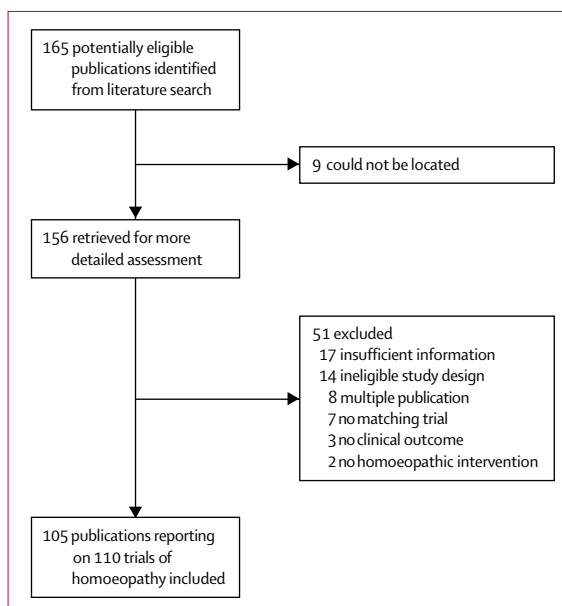 165 potentially eligible
publications identified
from literature search
9 could not be located
156 retrieved for more
detailed assessment
51 excluded
17 insufficient information
14 ineligible study design
8 multiple publication
7 no matching trial
3 no clinical outcome
2 no homoeopathic intervention
105 publications reporting
on 110 trials of
homoeopathy included